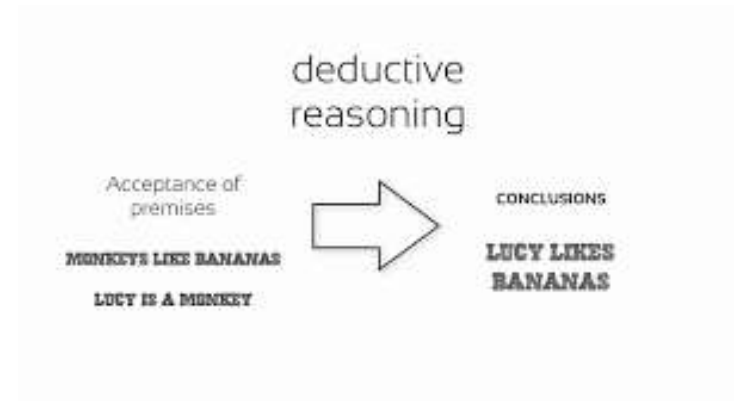 deductive
reasoning
Acceptance of
premises
MONKEYS LIKE BANANAS
LUCY IS A MONKEY
CONCLUSIONS
LUCY LIKES
BANANAS